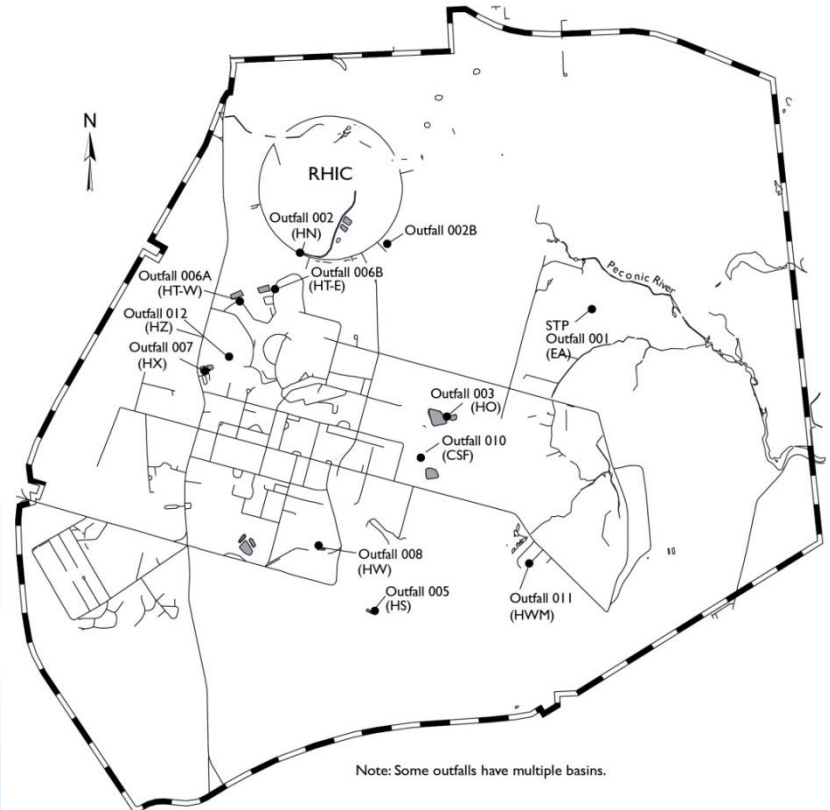 N
RHIC
Outfall 002
(HN)
Outfall 002B
Outfall 006A
(HT-W)
Outfall 006B
(HT-E)
Peconic River
Outfall 012
(HZ)
STP
Outfall 001
(EA)
Outfall 007
(HX)
Outfall 003
(HO)
Outfall 010
(CSF)
Outfall 008
(HW)
Outfall 005
(HS)
Outfall 011
(HWM)
Note: Some outfalls have multiple basins.